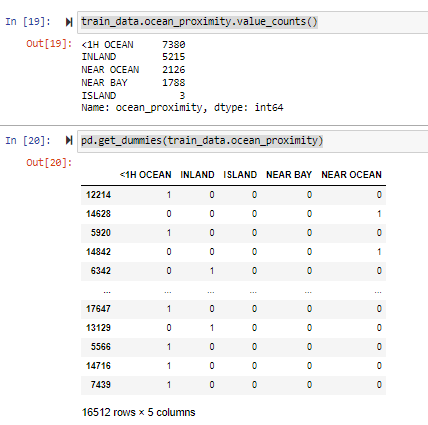 In [19]: train_data.ocean_proximity.value_counts()
Out[19]: <1H OCEAN 7380
INLAND 5215
NEAR OCEAN 2126
NEAR BAY 1788
ISLAND 3
Name: ocean_proximity, dtype: int64
In [20]: pd.get_dummies(train_data.ocean_proximity)
Out[20]:
<1H OCEAN INLAND ISLAND NEAR BAY NEAR OCEAN
12214 1 0 0 0 0
14628 0 0 0 0 1
5920 1 0 0 0 0
14842 0 0 0 0 1
6342 0 1 0 0 0
... ... ... ... ... ...
17647 1 0 0 0 0
13129 0 1 0 0 0
5566 1 0 0 0 0
14716 1 0 0 0 0
7439 1 0 0 0 0
16512 rows × 5 columns